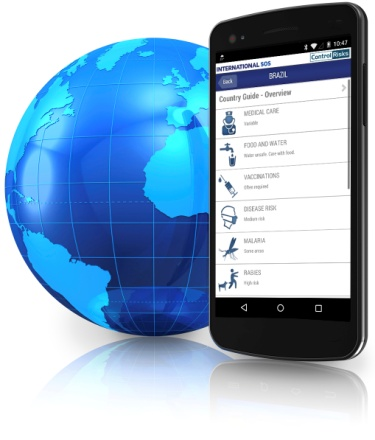 10:47
INTERNATIONAL SOS
Control Risks
Back
BRAZIL
Country Guide - Overview
MEDICAL CARE
Variable
FOOD AND WATER
Water unsafe. Care with food.
VACCINATIONS
Often required
DISEASE RISK
Medium risk
MALARIA
Some areas
RABIES
High risk